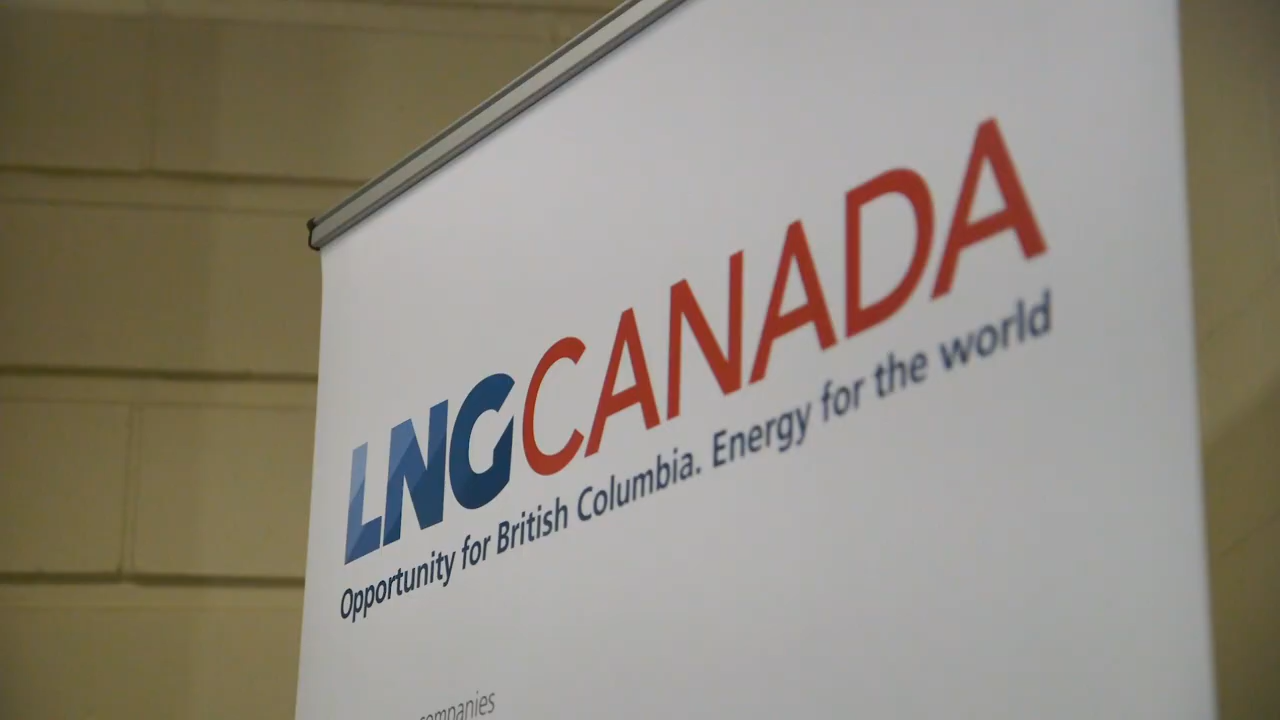 LNGCANADA
Opportunity for British Columbia. Energy for the world
companies